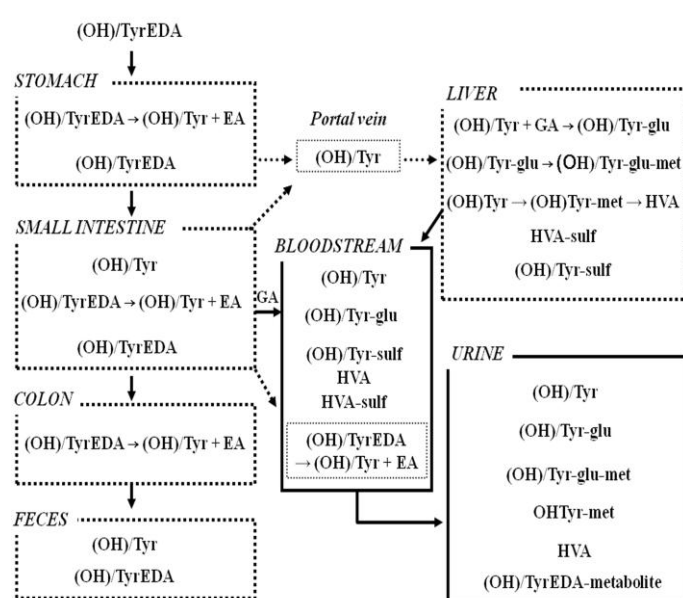 (OH)/TyrEDA
STOMACH
(OH)/TyrEDA → (OH)/Tyr + EA
(OH)/TyrEDA
SMALL INTESTINE
(OH)/Tyr
(OH)/TyrEDA → (OH)/Tyr + EA
(OH)/TyrEDA
COLON
(OH)/TyrEDA → (OH)/Tyr + EA
FECES
(OH)/Tyr
(OH)/TyrEDA
Portal vein
(OH)/Tyr
GA
BLOODSTREAM
(OH)/Tyr
(OH)/Tyr-glu
(OH)/Tyr-sulf
HVA
HVA-sulf
(OH)/TyrEDA
→ (OH)/Tyr + EA
LIVER
(OH)/Tyr + GA → (OH)/Tyr-glu
(OH)/Tyr-glu → (OH)/Tyr-glu-met
(OH)Tyr → (OH)Tyr-met → HVA
HVA-sulf
(OH)/Tyr-sulf
URINE
(OH)/Tyr
(OH)/Tyr-glu
(OH)/Tyr-glu-met
OHTyr-met
HVA
(OH)/TyrEDA-metabolite